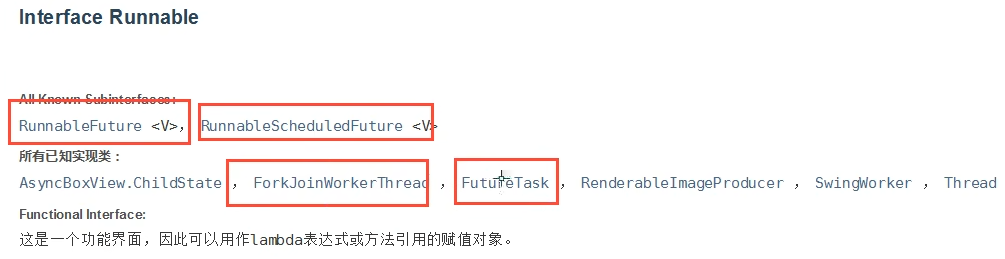 Interface Runnable
All Known Subinterfaces:
RunnableFuture <V>, RunnableScheduledFuture <V>
所有已知实现类：
AsyncBoxView.ChildState , ForkJoinWorkerThread , FutureTask , RenderableImageProducer , SwingWorker , Thread
Functional Interface:
这是一个功能界面，因此可以用作lambda表达式或方法引用的赋值对象。